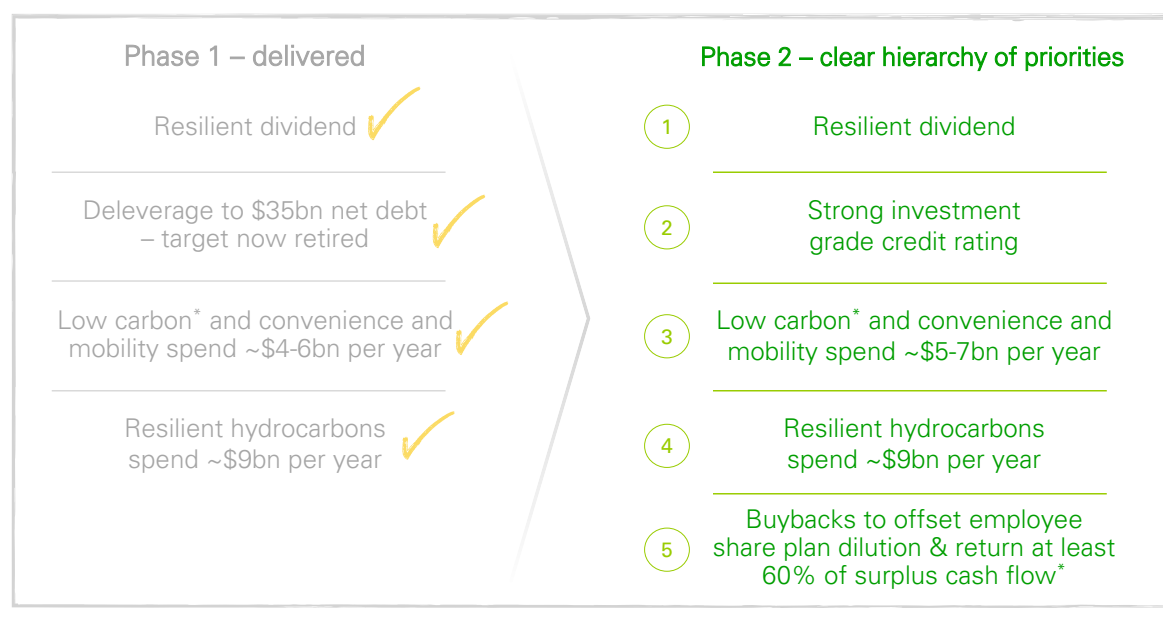 Phase 1 – delivered
Resilient dividend
Deleverage to $35bn net debt
– target now retired
Low carbon* and convenience and
mobility spend ~$4-6bn per year
Resilient hydrocarbons
spend ~$9bn per year
Phase 2 – clear hierarchy of priorities
1
Resilient dividend
2
Strong investment
grade credit rating
3
Low carbon* and convenience and
mobility spend ~$5-7bn per year
4
Resilient hydrocarbons
spend ~$9bn per year
5
Buybacks to offset employee
share plan dilution & return at least
60% of surplus cash flow*